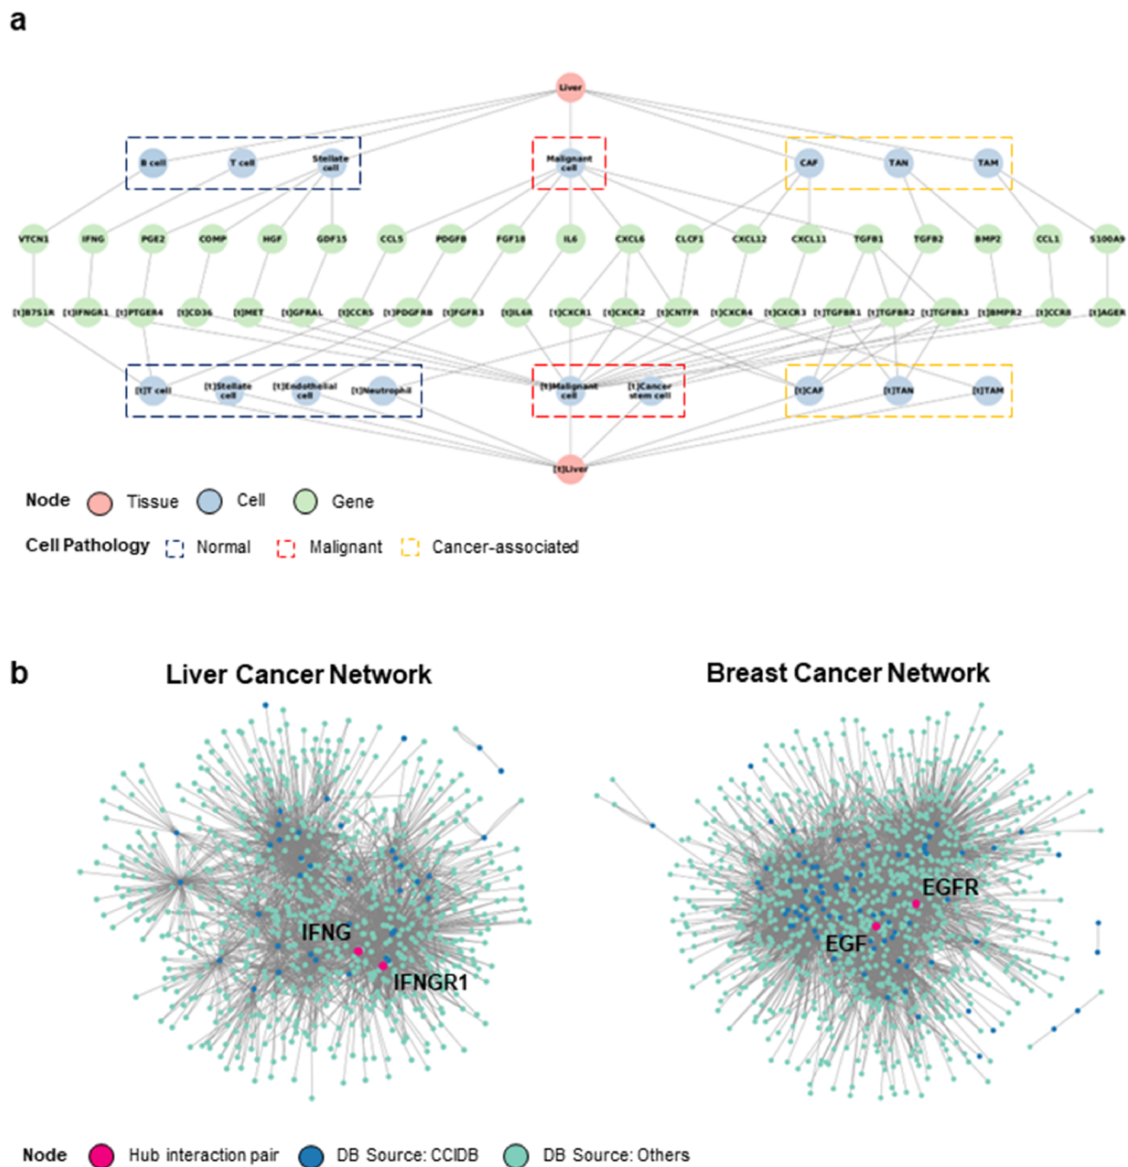 a
Liver
B cell T cell Stellate cell Malignant cell CAF TAN TAM
VTCN1 IFNG PGE2 COMP HGF GDF15 CCL5 PDGFB FGF18 IL6 CXCL6 CLCF1 CXCL12 CXCL11 TGFB1 TGFB2 BMP2 CCL1 S100A9
[t]B7S1R [t]IFNGR1 [t]PTGER4 [t]CD36 [t]MET [t]GFRAL [t]CCR5 [t]PDGFRB [t]FGFR3 [t]IL6R [t]CXCR1 [t]CXCR2 [t]CNTFR [t]CXCR4 [t]CXCR3 [t]TGFBR1 [t]TGFBR2 [t]TGFBR3 [t]BMPR2 [t]CCR8 [t]AGER
[t]T cell [t]Stellate cell [t]Endothelial cell [t]Neutrophil [t]Malignant cell [t]Cancer stem cell [t]CAF [t]TAN [t]TAM
[t]Liver
Node Tissue Cell Gene
Cell Pathology Normal Malignant Cancer-associated
b
Liver Cancer Network Breast Cancer Network
EGFR
IFNG EGF
IFNGR1
Node Hub interaction pair DB Source: CCIDB DB Source: Others